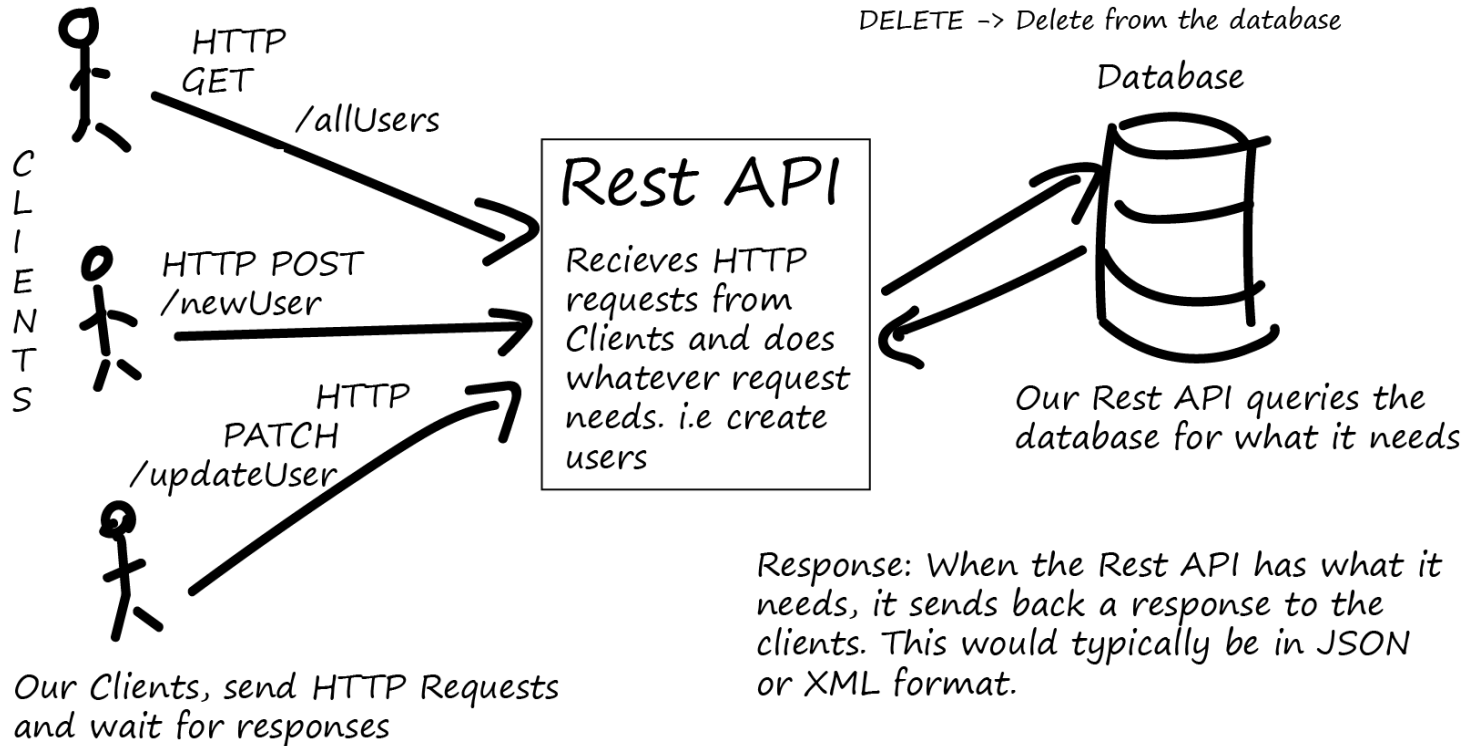 DELETE -> Delete from the database
HTTP
GET
/allUsers
CLIENTS
HTTP POST
/newUser
HTTP
PATCH
/updateUser
Our Clients, send HTTP Requests
and wait for responses
Rest API
Recieves HTTP
requests from
Clients and does
whatever request
needs. i.e create
users
Database
Our Rest API queries the
database for what it needs
Response: When the Rest API has what it
needs, it sends back a response to the
clients. This would typically be in JSON
or XML format.